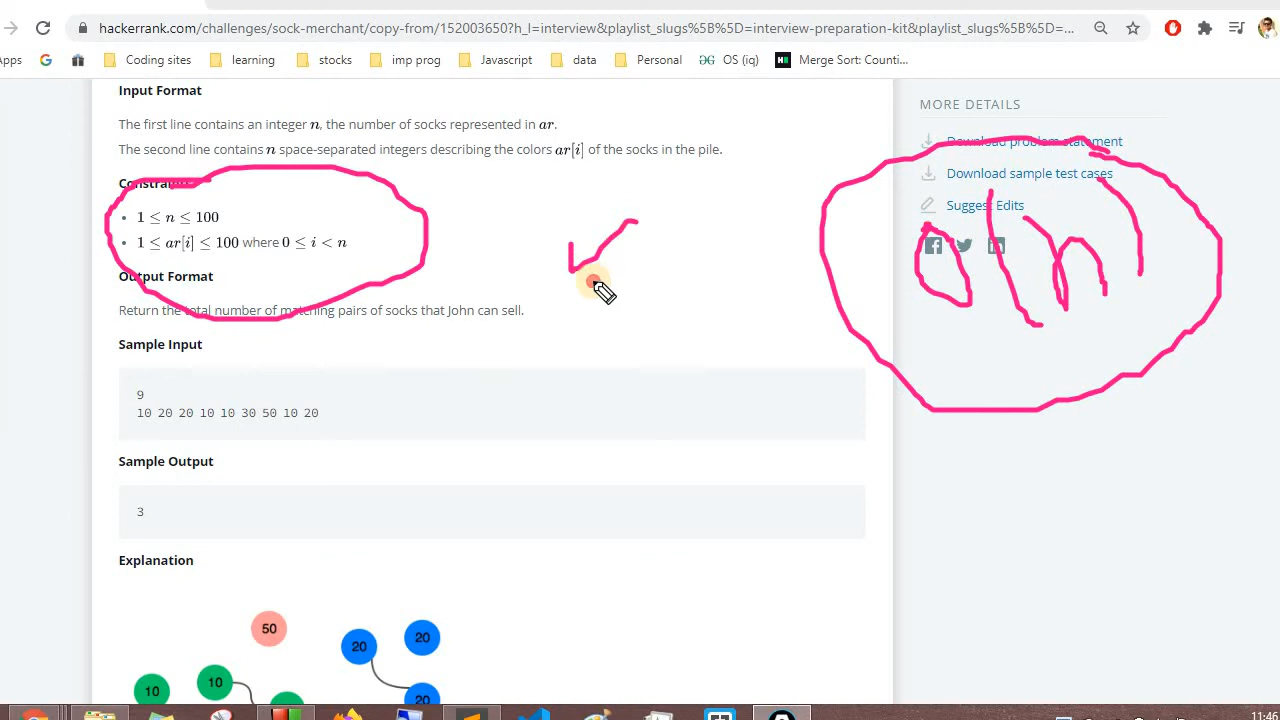 hackerrank.com/challenges/sock-merchant/copy-from/152003650?h_l=interview&playlist_slugs%5B%5D=interview-preparation-kit&playlist_slugs%5B%5D=...
Apps
Coding sites
learning
stocks
imp prog
Javascript
data
Personal
OS (iq)
Merge Sort: Counti...
Input Format
The first line contains an integer n, the number of socks represented in ar.
The second line contains n space-separated integers describing the colors ar[i] of the socks in the pile.
Constraints
1 ≤ n ≤ 100
1 ≤ ar[i] ≤ 100 where 0 ≤ i < n
Output Format
Return the total number of matching pairs of socks that John can sell.
Sample Input
9
10 20 20 10 10 30 50 10 20
Sample Output
3
Explanation
50
20
20
10
10
20
MORE DETAILS
Download problem statement
Download sample test cases
Suggest Edits
O(n)
11:46